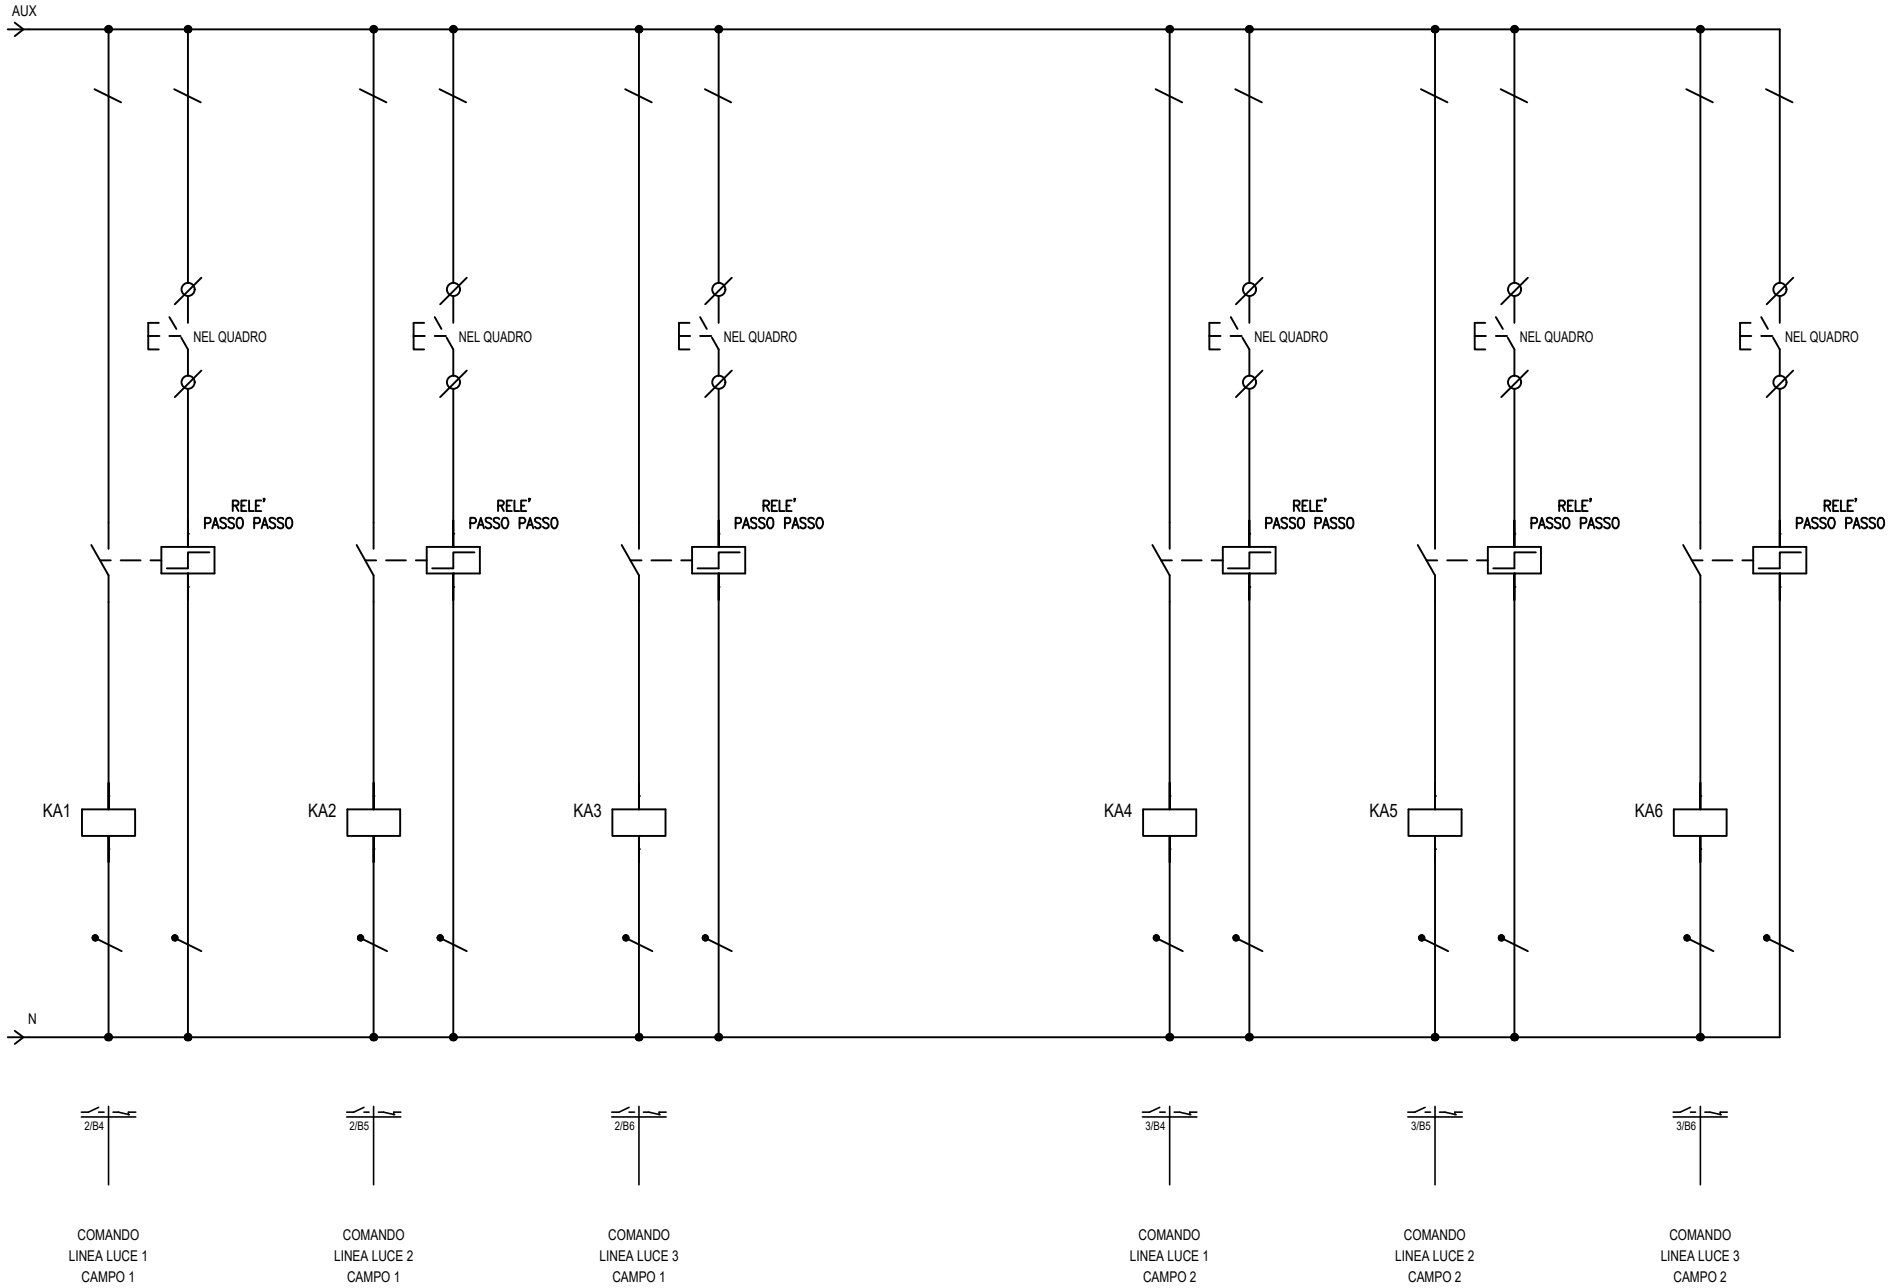 AUX
NEL QUADRO
NEL QUADRO
NEL QUADRO
NEL QUADRO
NEL QUADRO
NEL QUADRO
RELE'
PASSO PASSO
RELE'
PASSO PASSO
RELE'
PASSO PASSO
RELE'
PASSO PASSO
RELE'
PASSO PASSO
RELE'
PASSO PASSO
KA1
KA2
KA3
KA4
KA5
KA6
N
2/B4
2/B5
2/B6
3/B4
3/B5
3/B6
COMANDO
LINEA LUCE 1
CAMPO 1
COMANDO
LINEA LUCE 2
CAMPO 1
COMANDO
LINEA LUCE 3
CAMPO 1
COMANDO
LINEA LUCE 1
CAMPO 2
COMANDO
LINEA LUCE 2
CAMPO 2
COMANDO
LINEA LUCE 3
CAMPO 2